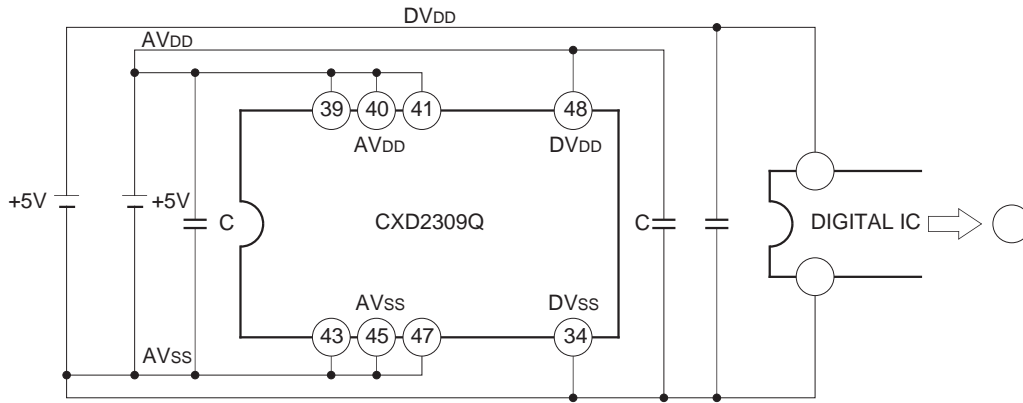 DVDD
AVDD
39 40 41 48
AVDD DVDD
+5V +5V C CXD2309Q C DIGITAL IC
AVSS DVSS
43 45 47 34
AVSS